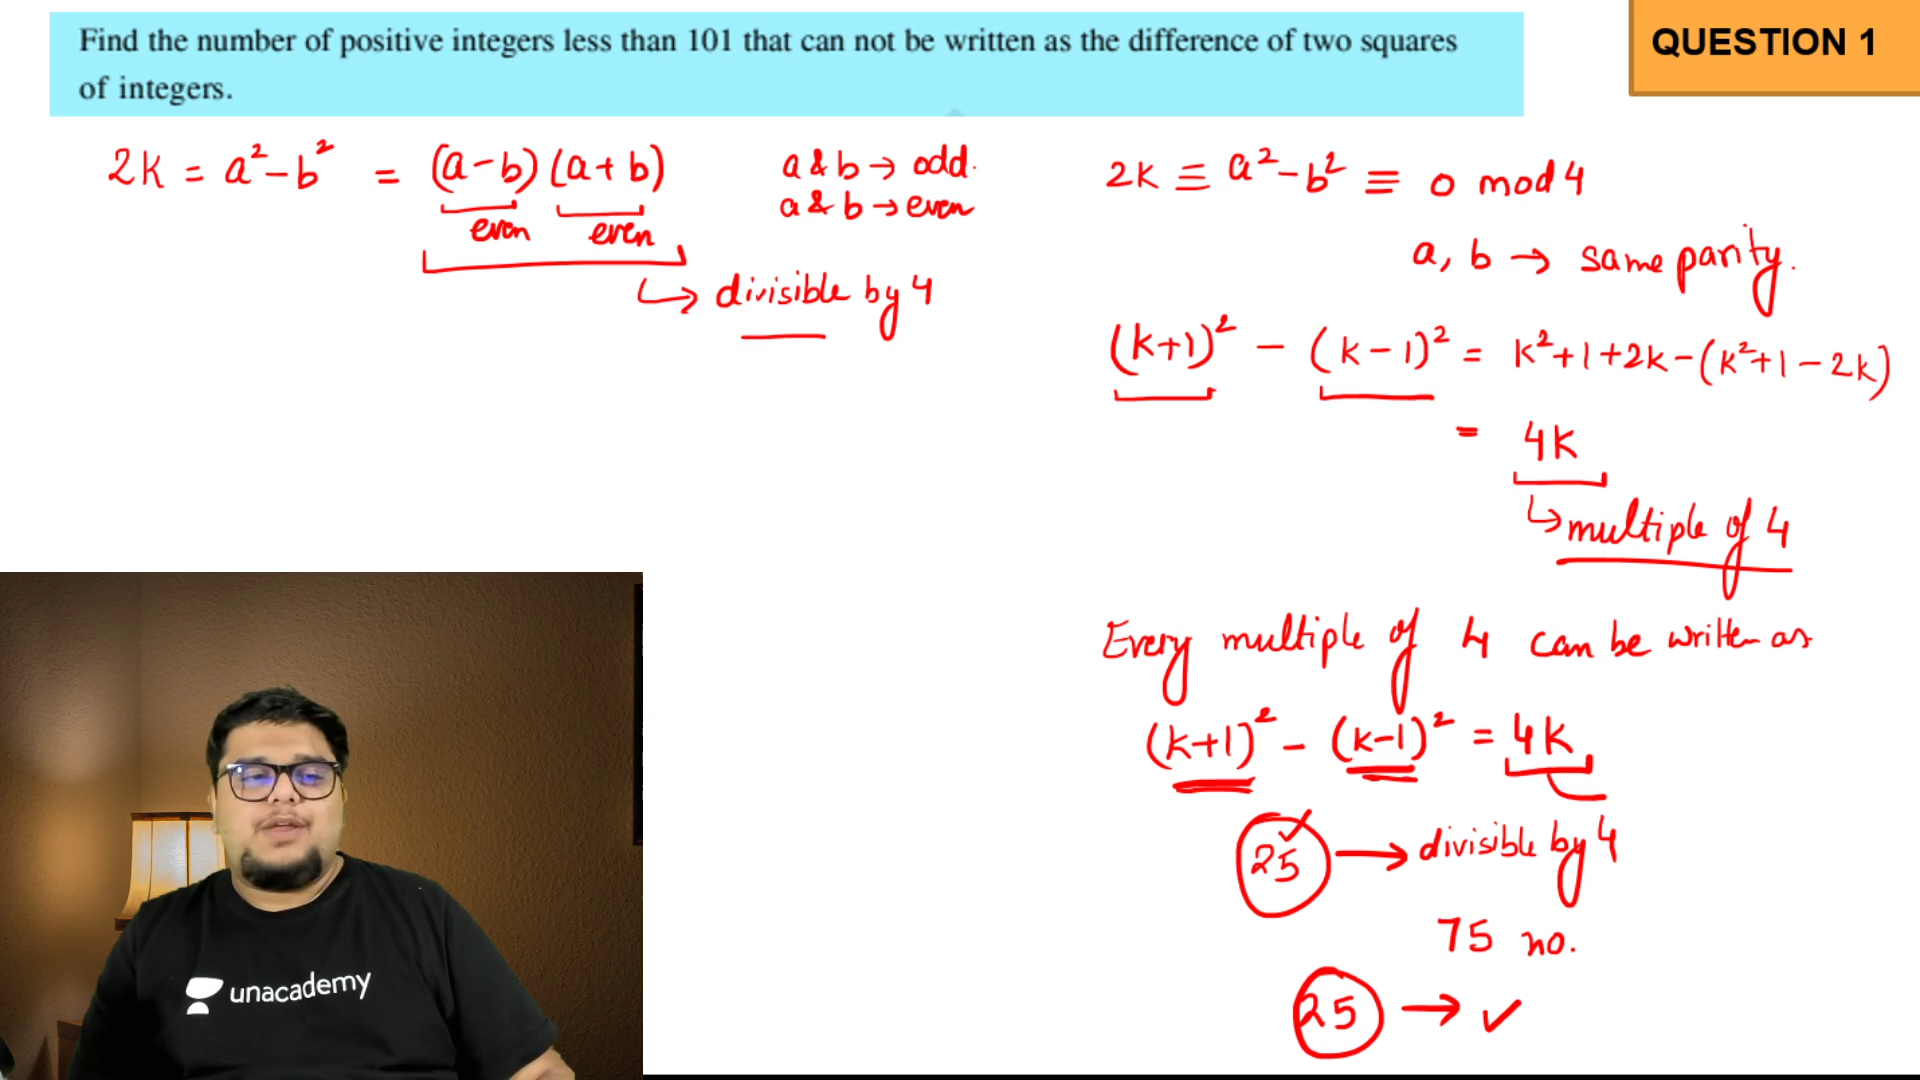 Find the number of positive integers less than 101 that can not be written as the difference of two squares
of integers.
QUESTION 1
2K = a² - b² = (a-b)(a+b)
even even
divisible by 4
a & b → odd.
a & b → even
2K ≡ a² - b² ≡ 0 mod 4
a, b → same parity.
(k+1)² - (k-1)² = k²+1+2k-(k²+1-2k)
= 4K
multiple of 4
Every multiple of 4 can be written as
(k+1)² - (k-1)² = 4K
25 → divisible by 4
75 no.
25 → ✓
unacademy